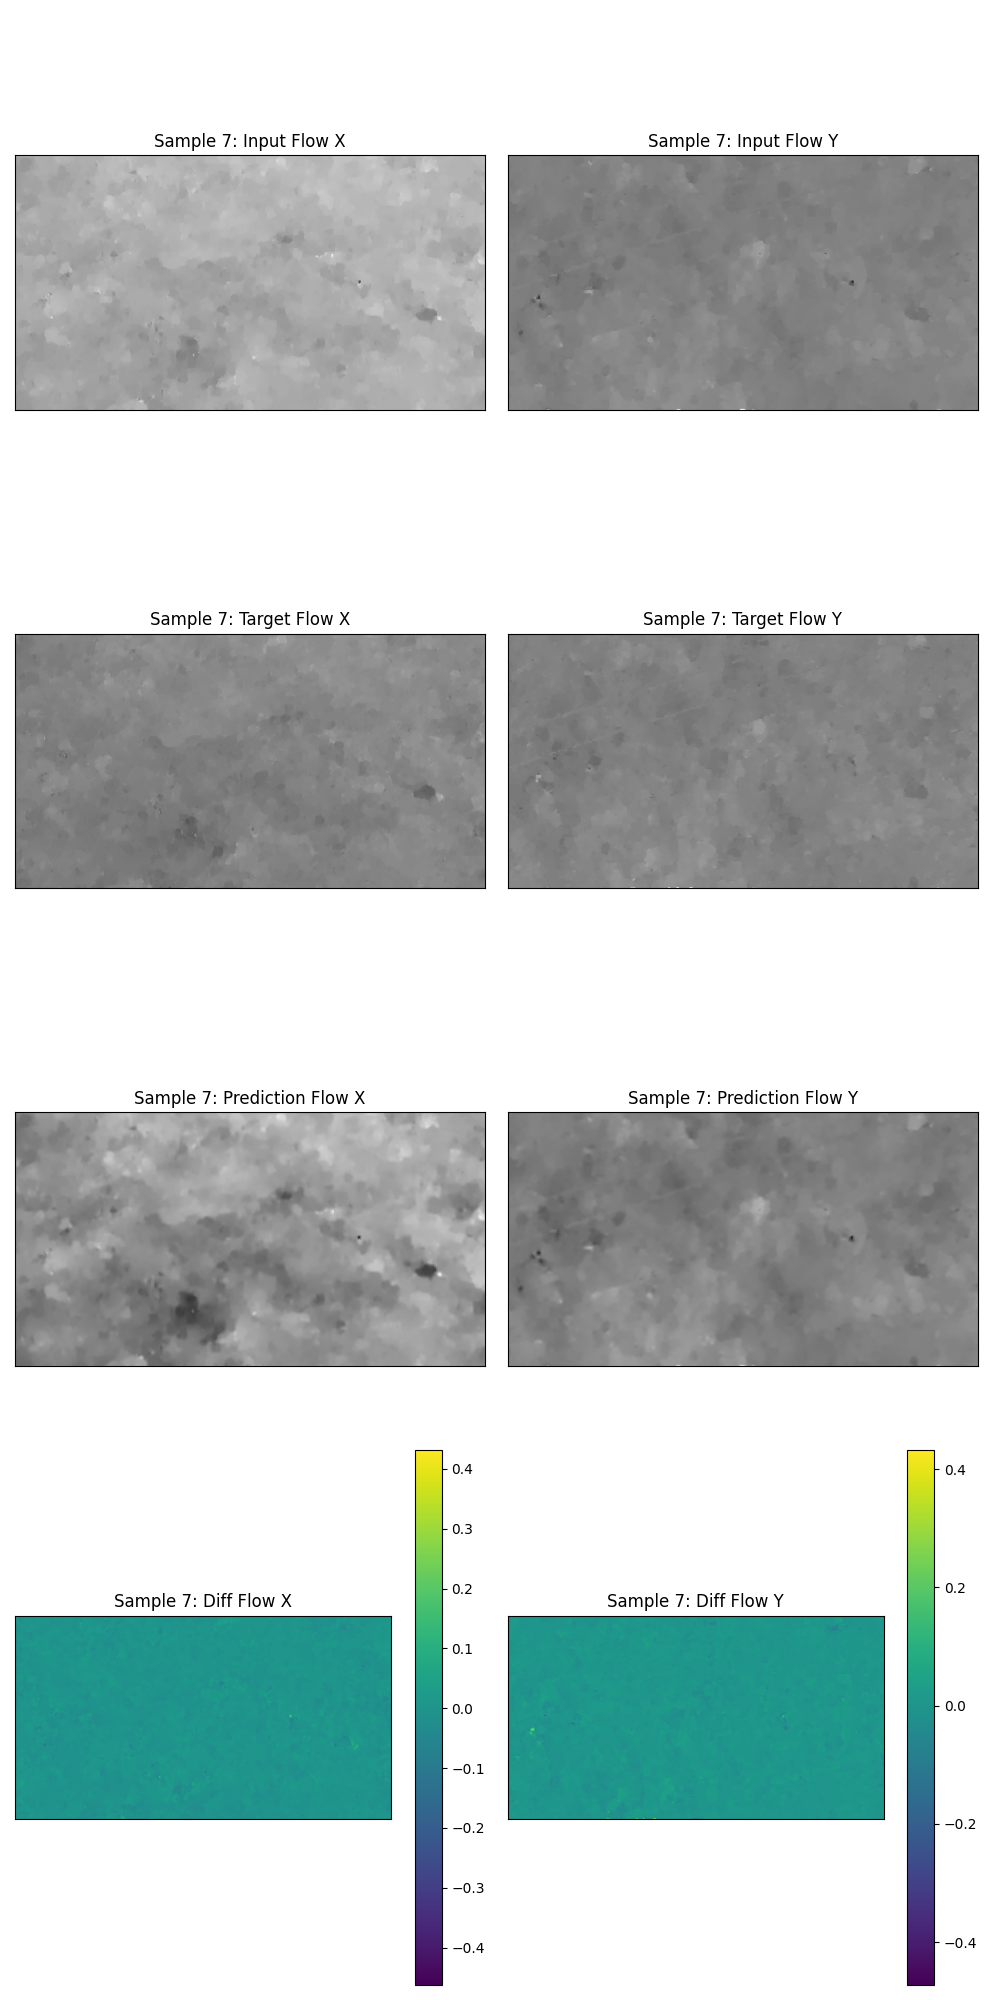 Sample 7: Input Flow X
Sample 7: Input Flow Y
Sample 7: Target Flow X
Sample 7: Target Flow Y
Sample 7: Prediction Flow X
Sample 7: Prediction Flow Y
Sample 7: Diff Flow X
0.4
0.3
0.2
0.1
0.0
−0.1
−0.2
−0.3
−0.4
Sample 7: Diff Flow Y
0.4
0.2
0.0
−0.2
−0.4